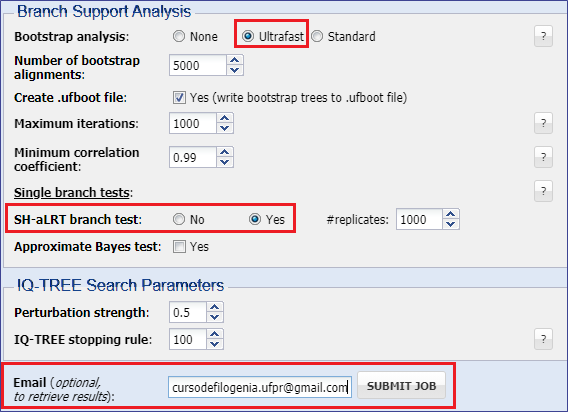 Branch Support Analysis
Bootstrap analysis: None Ultrafast Standard ?
Number of bootstrap alignments: 5000
Create .ufboot file: Yes (write bootstrap trees to .ufboot file)
Maximum iterations: 1000 ?
Minimum correlation coefficient: 0.99 ?
Single branch tests: ?
SH-aLRT branch test: No Yes #replicates: 1000
Approximate Bayes test: Yes
IQ-TREE Search Parameters
Perturbation strength: 0.5
IQ-TREE stopping rule: 100 ?
Email (optional, to retrieve results): cursodefilogenia.ufpr@gmail.com SUBMIT JOB